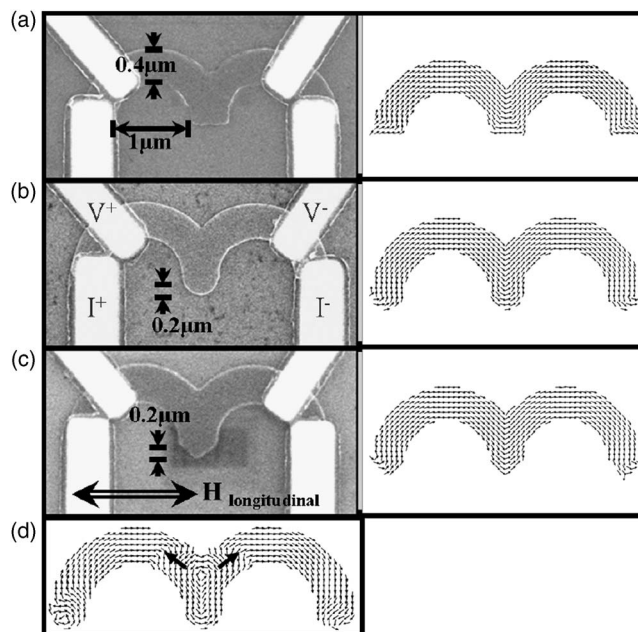 (a)
0.4μm
1μm
(b)
V+ V-
I+ I-
0.2μm
(c)
0.2μm
H longitudinal
(d)